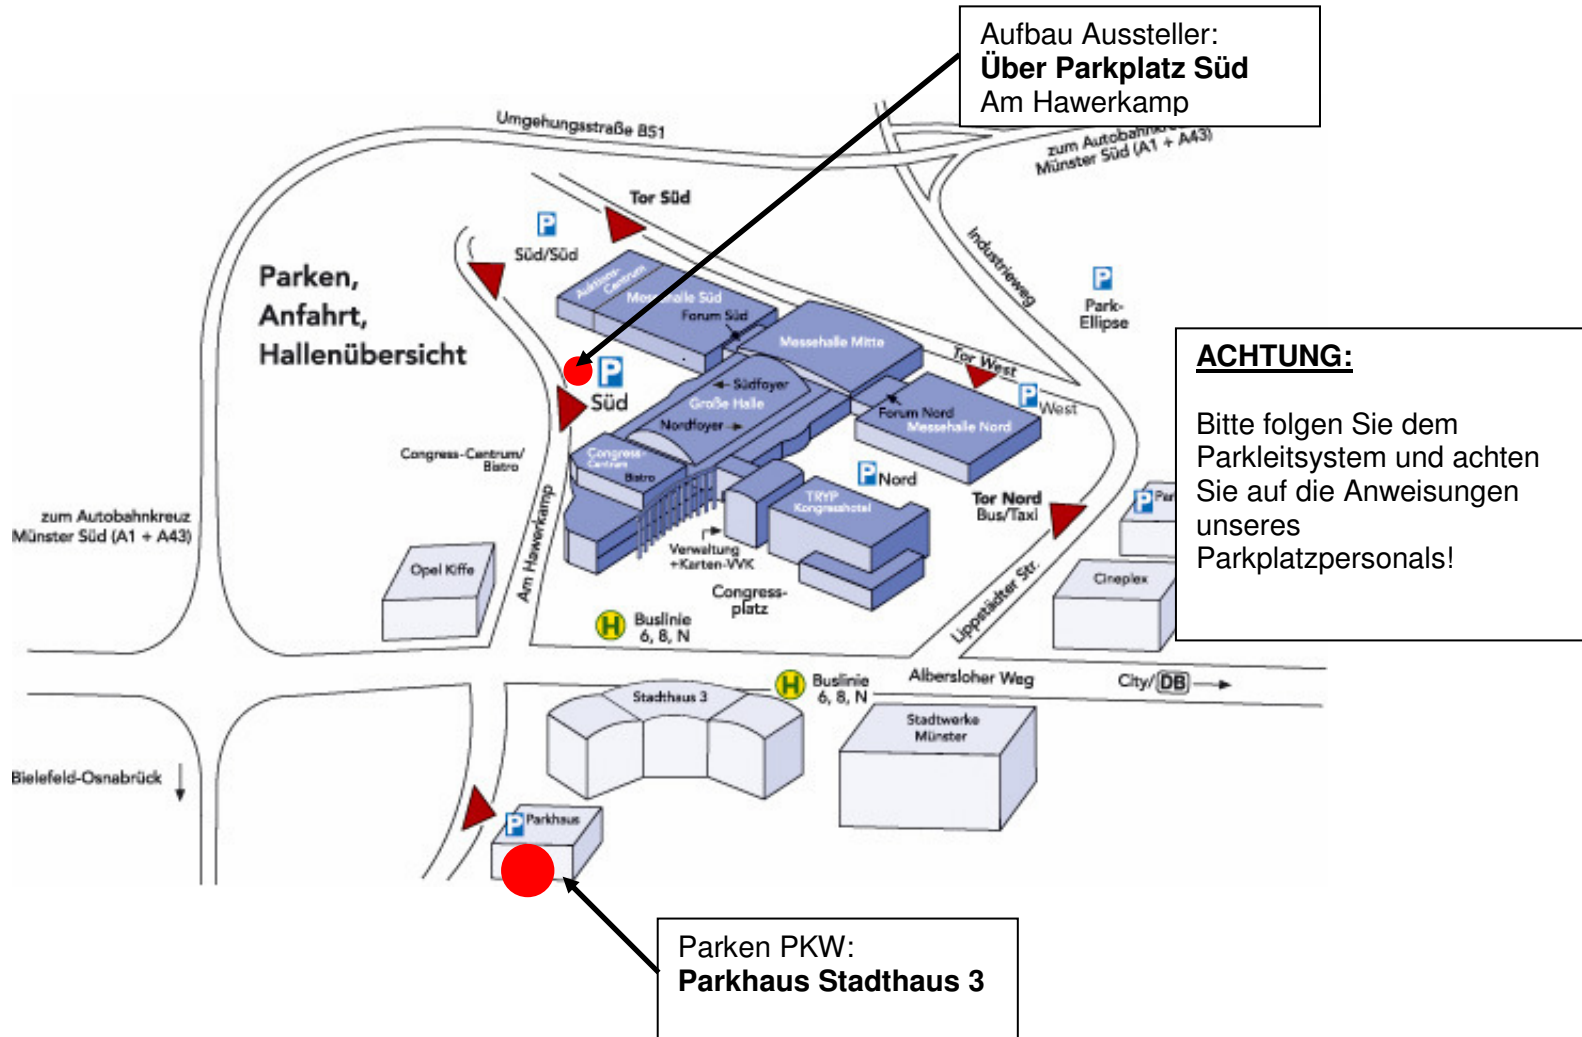 Aufbau Aussteller:
Über Parkplatz Süd
Am Hawerkamp
Umgehungsstraße B51
zum Autobahnkreuz
Münster Süd (A1 + A43)
Tor Süd
P
Süd/Süd
Parken,
Anfahrt,
Hallenübersicht
Auktions-
Centrum
Messehalle Süd
Forum Süd
Messehalle Mitte
Industrieweg
P
Park-
Ellipse
ACHTUNG:
Bitte folgen Sie dem
Parkleitsystem und achten
Sie auf die Anweisungen
unseres
Parkplatzpersonals!
Tor West
P
West
P
Süd
Südfoyer
Große Halle
Nordfoyer
Forum Nord
Messehalle Nord
Congress-Centrum/
Bistro
Congress-
Centrum
Bistro
P Nord
TRYP
Kongresshotel
Tor Nord
Bus/Taxi
P
zum Autobahnkreuz
Münster Süd (A1 + A43)
Am Hawerkamp
Opel Kiffe
Verwaltung
+Karten-VVK
Congress-
platz
Lippstädter Str.
Cineplex
H
Buslinie
6, 8, N
Stadthaus 3
H
Buslinie
6, 8, N
Albersloher Weg
City/DB
Stadtwerke
Münster
Bielefeld-Osnabrück
P Parkhaus
Parken PKW:
Parkhaus Stadthaus 3